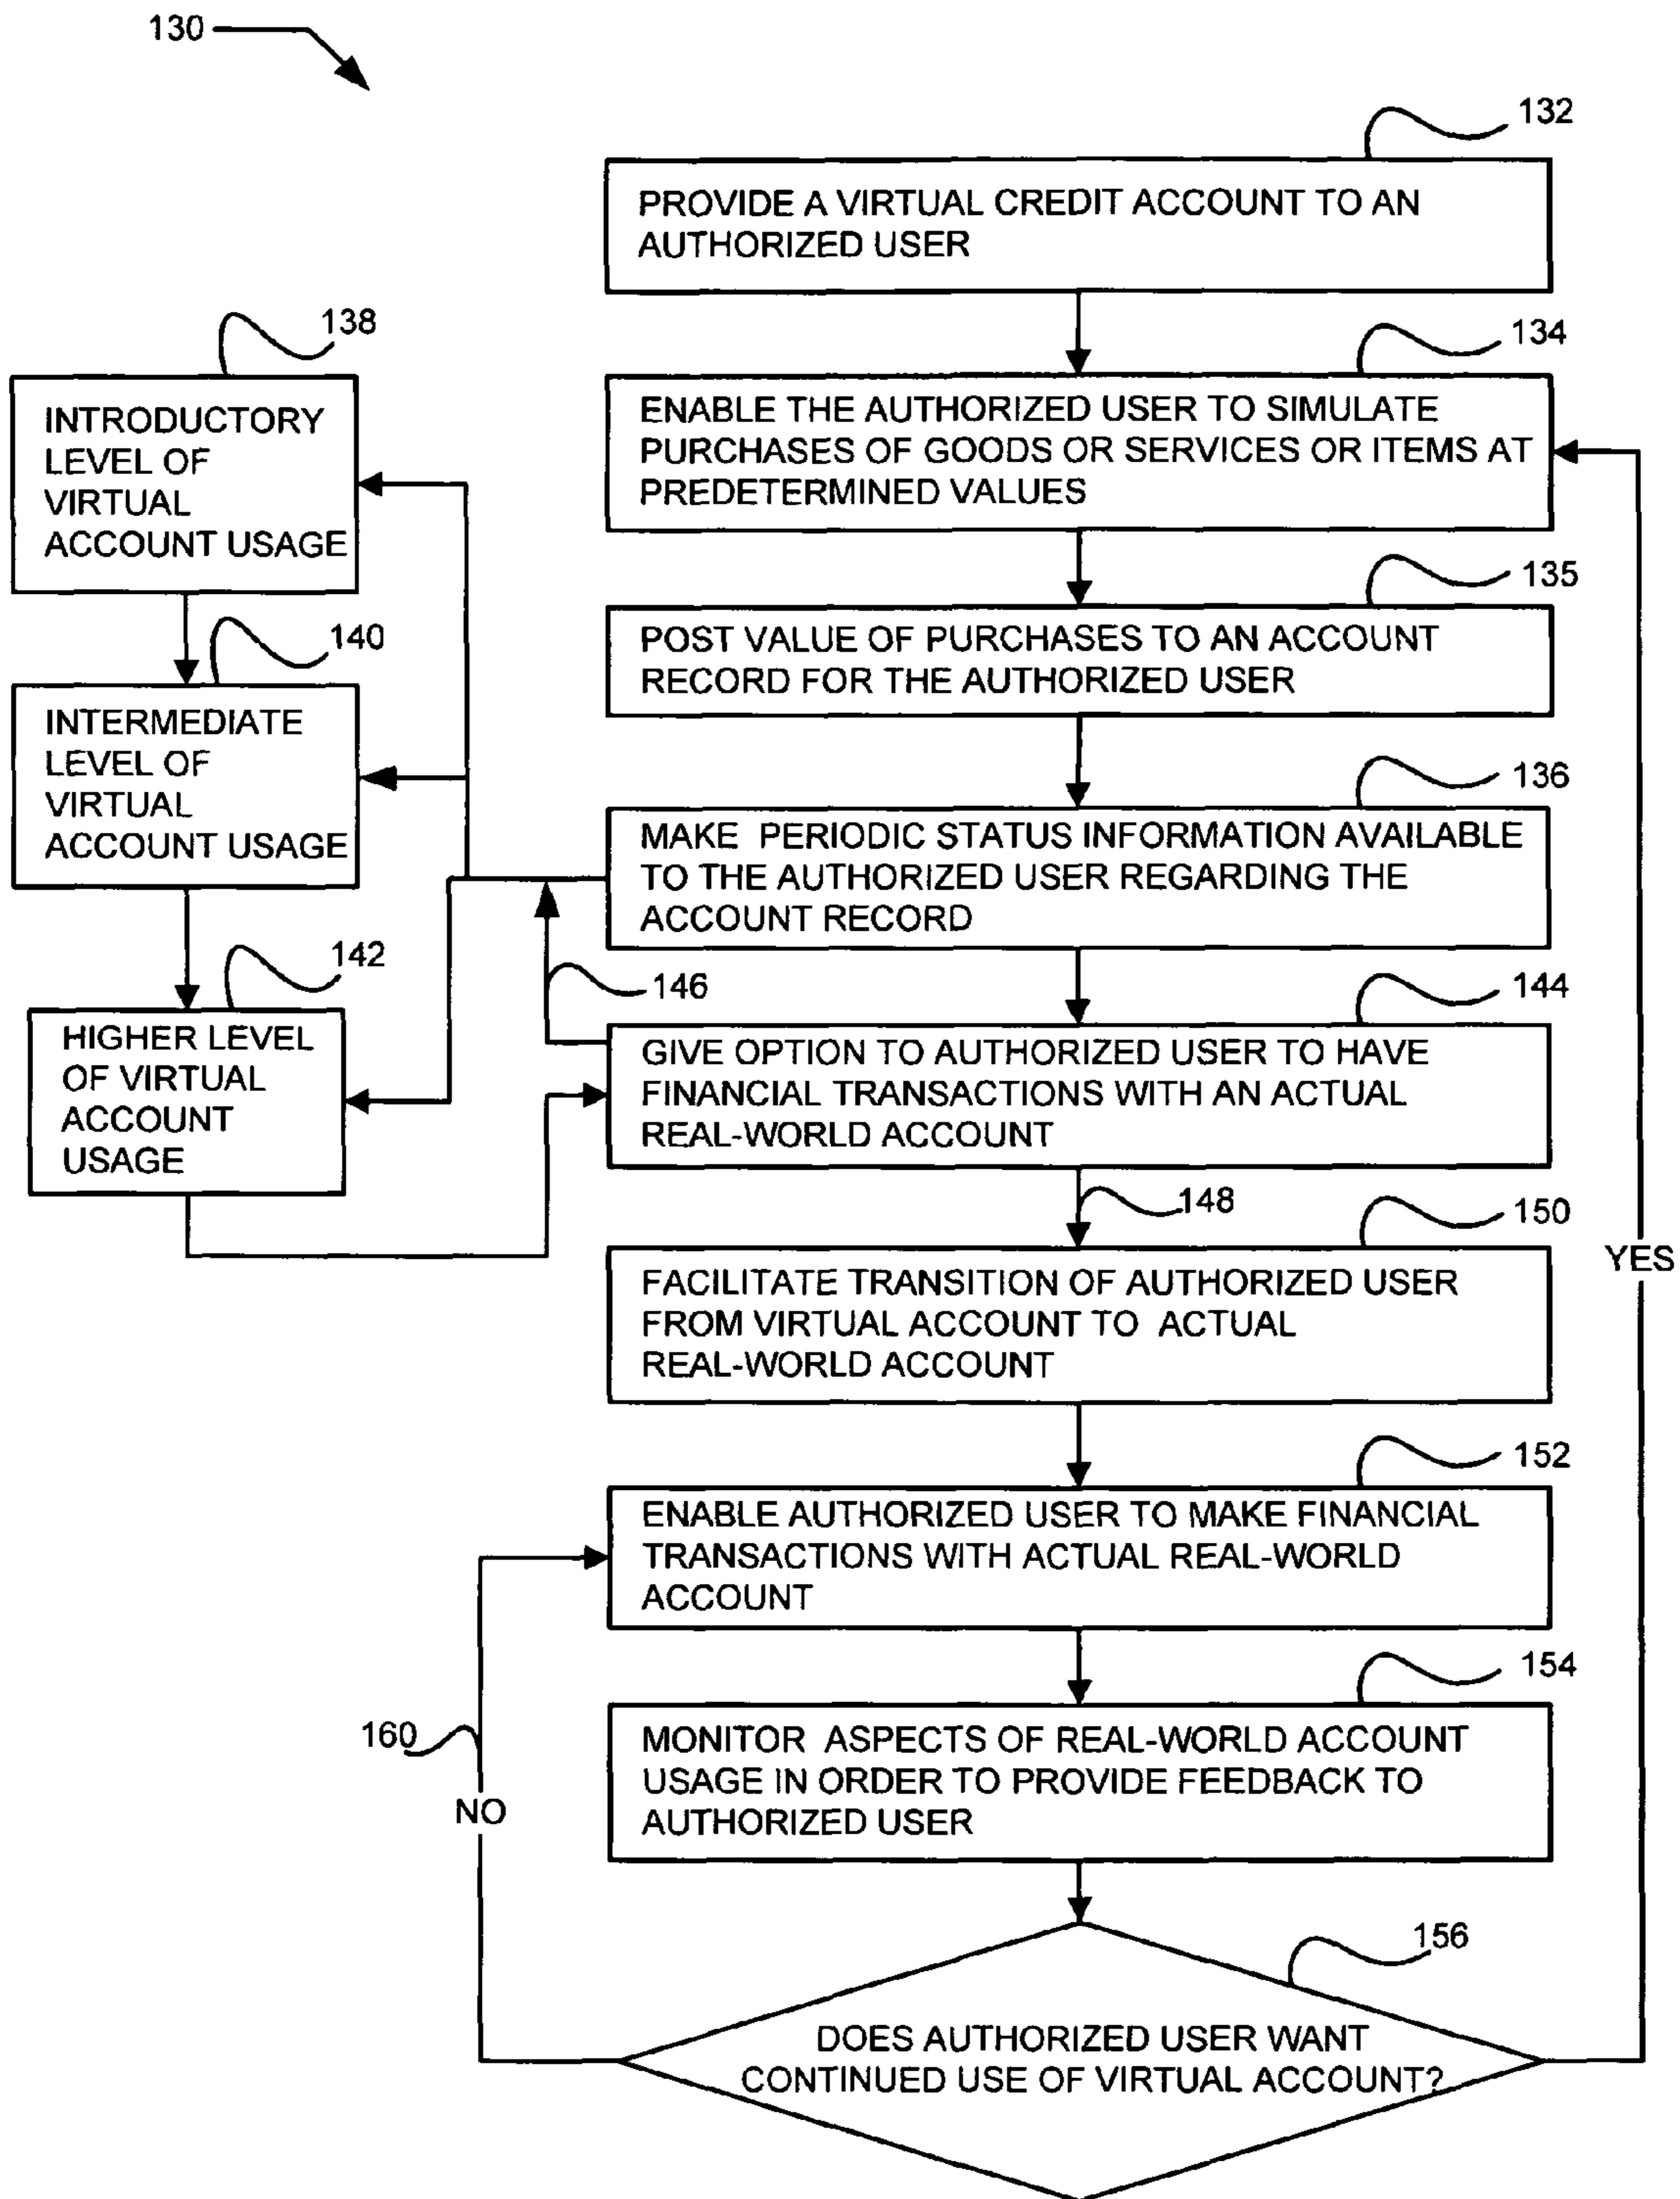 130
132
PROVIDE A VIRTUAL CREDIT ACCOUNT TO AN
AUTHORIZED USER
134
ENABLE THE AUTHORIZED USER TO SIMULATE
PURCHASES OF GOODS OR SERVICES OR ITEMS AT
PREDETERMINED VALUES
138
INTRODUCTORY
LEVEL OF
VIRTUAL
ACCOUNT USAGE
135
POST VALUE OF PURCHASES TO AN ACCOUNT
RECORD FOR THE AUTHORIZED USER
140
INTERMEDIATE
LEVEL OF
VIRTUAL
ACCOUNT USAGE
136
MAKE PERIODIC STATUS INFORMATION AVAILABLE
TO THE AUTHORIZED USER REGARDING THE
ACCOUNT RECORD
142
HIGHER LEVEL
OF VIRTUAL
ACCOUNT
USAGE
146
144
GIVE OPTION TO AUTHORIZED USER TO HAVE
FINANCIAL TRANSACTIONS WITH AN ACTUAL
REAL-WORLD ACCOUNT
148
150
FACILITATE TRANSITION OF AUTHORIZED USER
FROM VIRTUAL ACCOUNT TO ACTUAL
REAL-WORLD ACCOUNT
YES
152
ENABLE AUTHORIZED USER TO MAKE FINANCIAL
TRANSACTIONS WITH ACTUAL REAL-WORLD
ACCOUNT
154
MONITOR ASPECTS OF REAL-WORLD ACCOUNT
USAGE IN ORDER TO PROVIDE FEEDBACK TO
AUTHORIZED USER
160
NO
156
DOES AUTHORIZED USER WANT
CONTINUED USE OF VIRTUAL ACCOUNT?